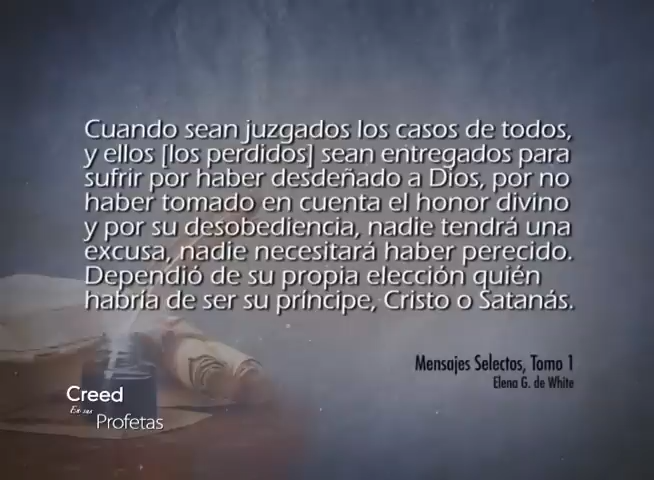 Cuando sean juzgados los casos de todos,
y ellos [los perdidos] sean entregados para
sufrir por haber desdeñado a Dios, por no
haber tomado en cuenta el honor divino
y por su desobediencia, nadie tendrá una
excusa, nadie necesitará haber perecido.
Dependió de su propia elección quién
habría de ser su príncipe, Cristo o Satanás.
Mensajes Selectos, Tomo 1
Elena G. de White
Creed
En sus
Profetas